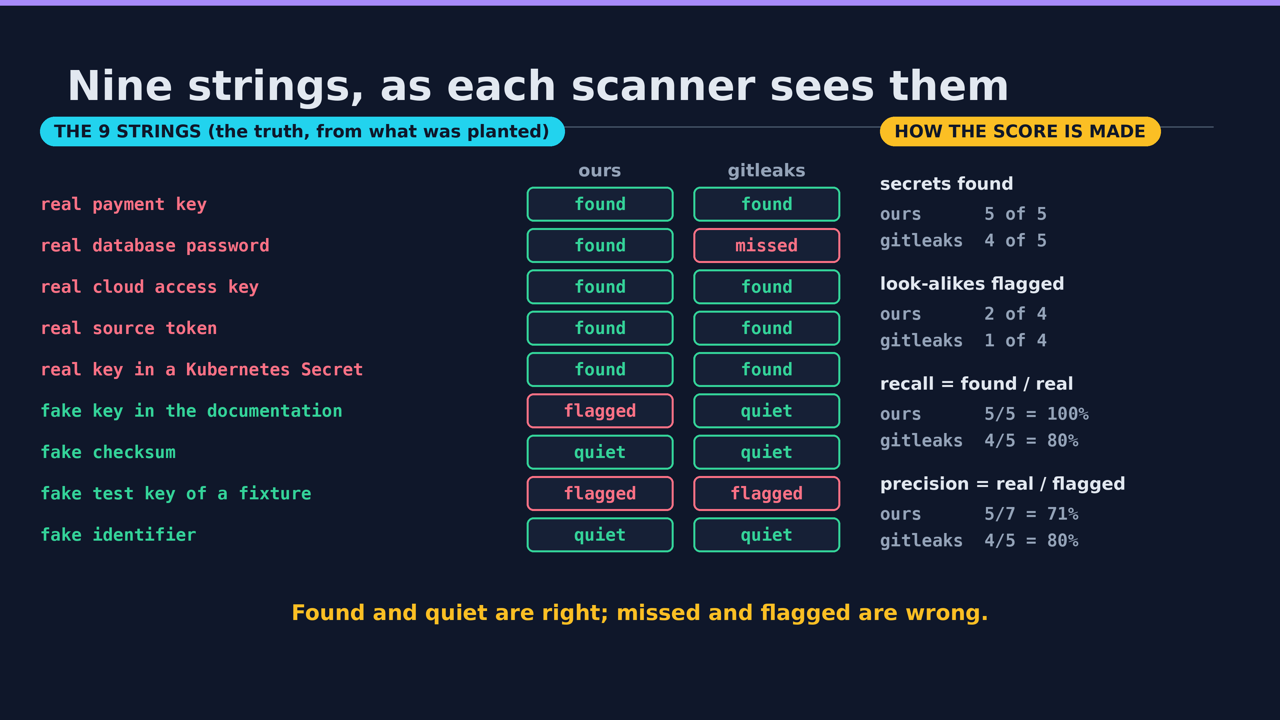 Nine strings, as each scanner sees them
THE 9 STRINGS (the truth, from what was planted)
ours gitleaks
real payment key found found
real database password found missed
real cloud access key found found
real source token found found
real key in a Kubernetes Secret found found
fake key in the documentation flagged quiet
fake checksum quiet quiet
fake test key of a fixture flagged flagged
fake identifier quiet quiet
HOW THE SCORE IS MADE
secrets found
ours 5 of 5
gitleaks 4 of 5
look-alikes flagged
ours 2 of 4
gitleaks 1 of 4
recall = found / real
ours 5/5 = 100%
gitleaks 4/5 = 80%
precision = real / flagged
ours 5/7 = 71%
gitleaks 4/5 = 80%
Found and quiet are right; missed and flagged are wrong.